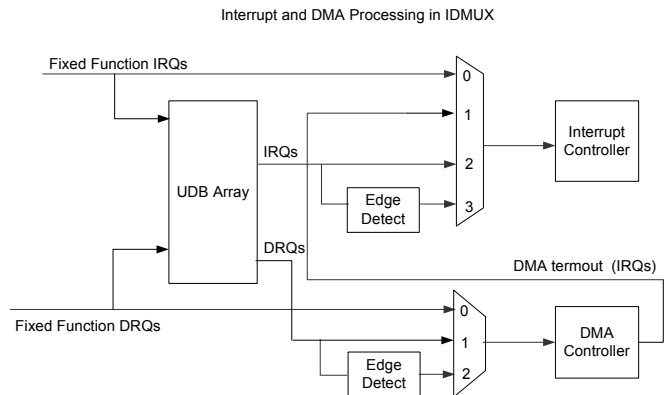 Interrupt and DMA Processing in IDMUX
Fixed Function IRQs
0
1
2
3
Interrupt
Controller
UDB Array
IRQs
Edge
Detect
DRQs
DMA termout (IRQs)
Fixed Function DRQs
0
1
2
Edge
Detect
DMA
Controller